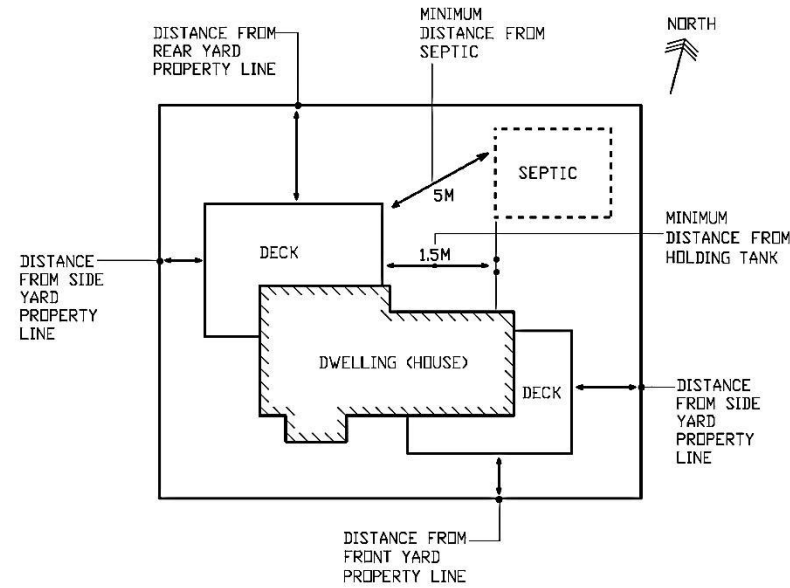 MINIMUM
DISTANCE FROM
SEPTIC
NORTH
DISTANCE FROM
REAR YARD
PROPERTY LINE
SEPTIC
5M
MINIMUM
DISTANCE FROM
HOLDING TANK
DECK
1.5M
DISTANCE
FROM SIDE
YARD
PROPERTY
LINE
DWELLING (HOUSE)
DECK
DISTANCE
FROM SIDE
YARD
PROPERTY
LINE
DISTANCE FROM
FRONT YARD
PROPERTY LINE